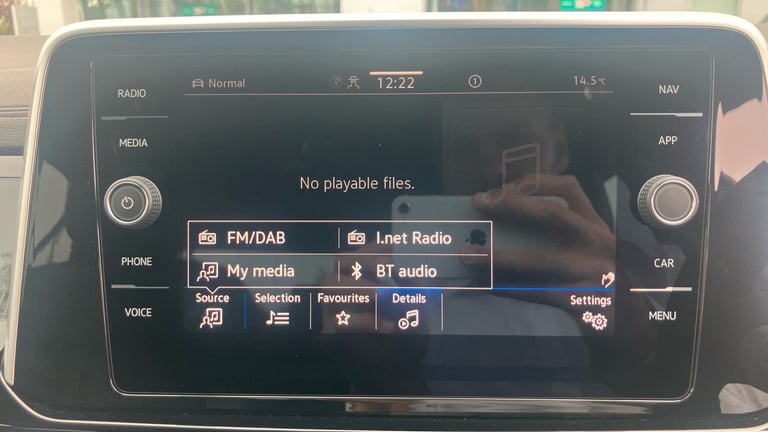 RADIO
MEDIA
PHONE
VOICE
Normal
12:22
1
14.5°C
No playable files.
FM/DAB
I.net Radio
My media
BT audio
Source
Selection
Favourites
Details
Settings
NAV
APP
CAR
MENU